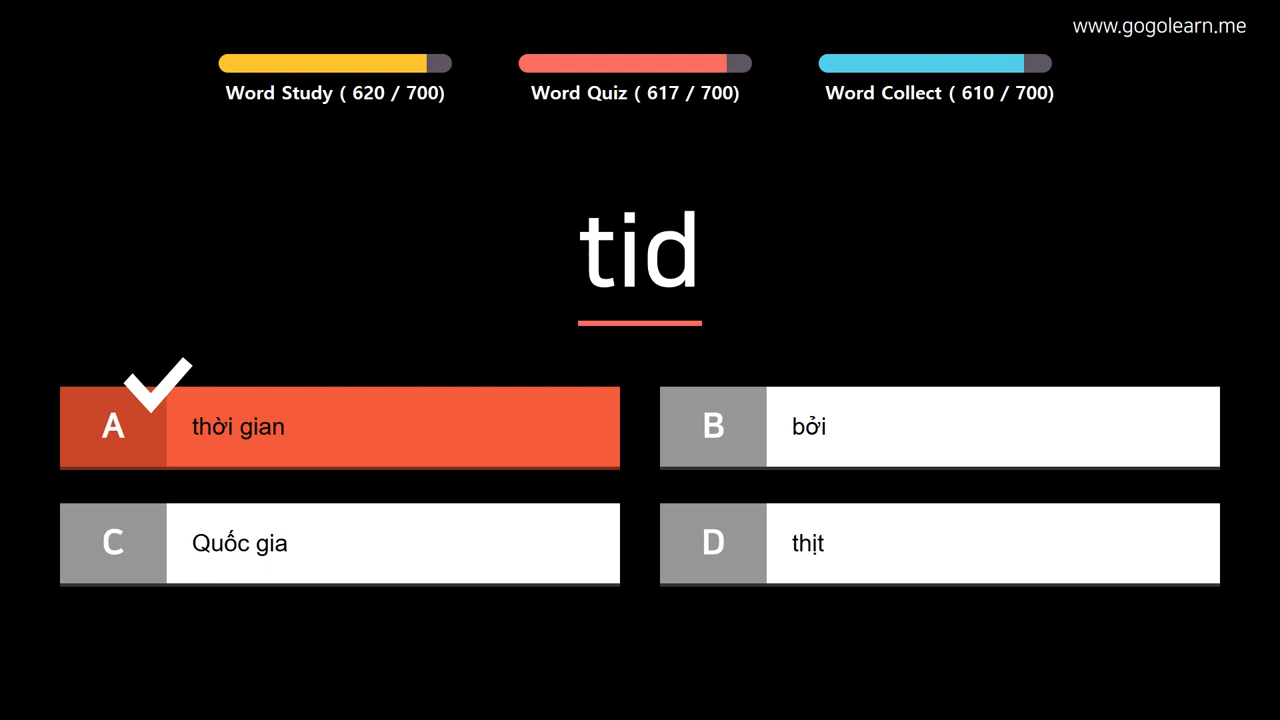 www.gogolearn.me
Word Study ( 620 / 700)
Word Quiz ( 617 / 700)
Word Collect ( 610 / 700)
tid
A thời gian
B bởi
C Quốc gia
D thịt